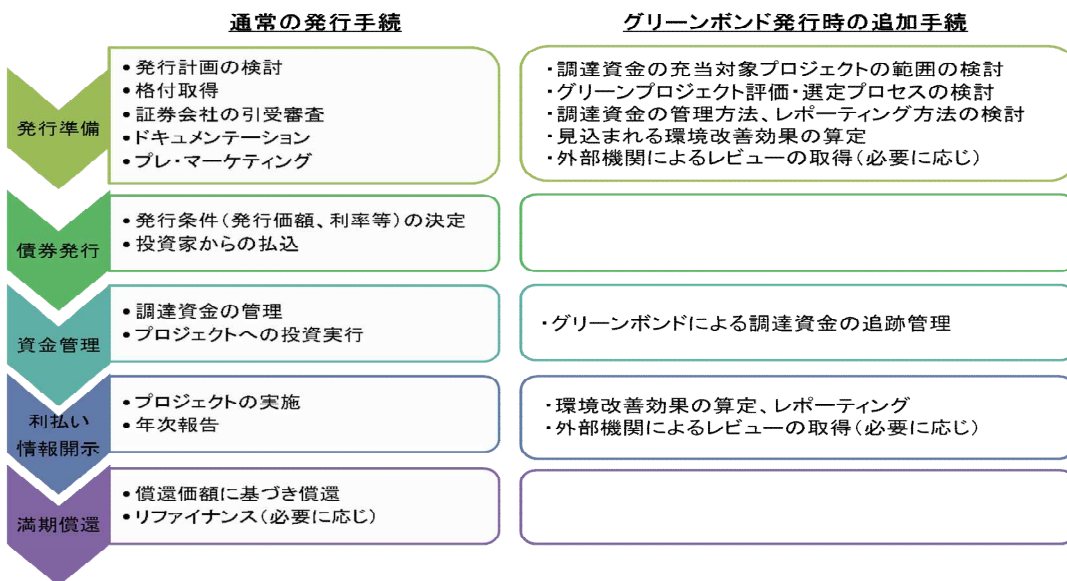 通常の発行手続
グリーンボンド発行時の追加手続
発行準備
• 発行計画の検討
• 格付取得
• 証券会社の引受審査
• ドキュメンテーション
• プレ・マーケティング
・調達資金の充当対象プロジェクトの範囲の検討
・グリーンプロジェクト評価・選定プロセスの検討
・調達資金の管理方法、レポーティング方法の検討
・見込まれる環境改善効果の算定
・外部機関によるレビューの取得(必要に応じ)
債券発行
• 発行条件(発行価額、利率等)の決定
• 投資家からの払込
資金管理
• 調達資金の管理
• プロジェクトへの投資実行
・グリーンボンドによる調達資金の追跡管理
利払い
情報開示
• プロジェクトの実施
• 年次報告
・環境改善効果の算定、レポーティング
・外部機関によるレビューの取得(必要に応じ)
満期償還
• 償還価額に基づき償還
• リファイナンス(必要に応じ)